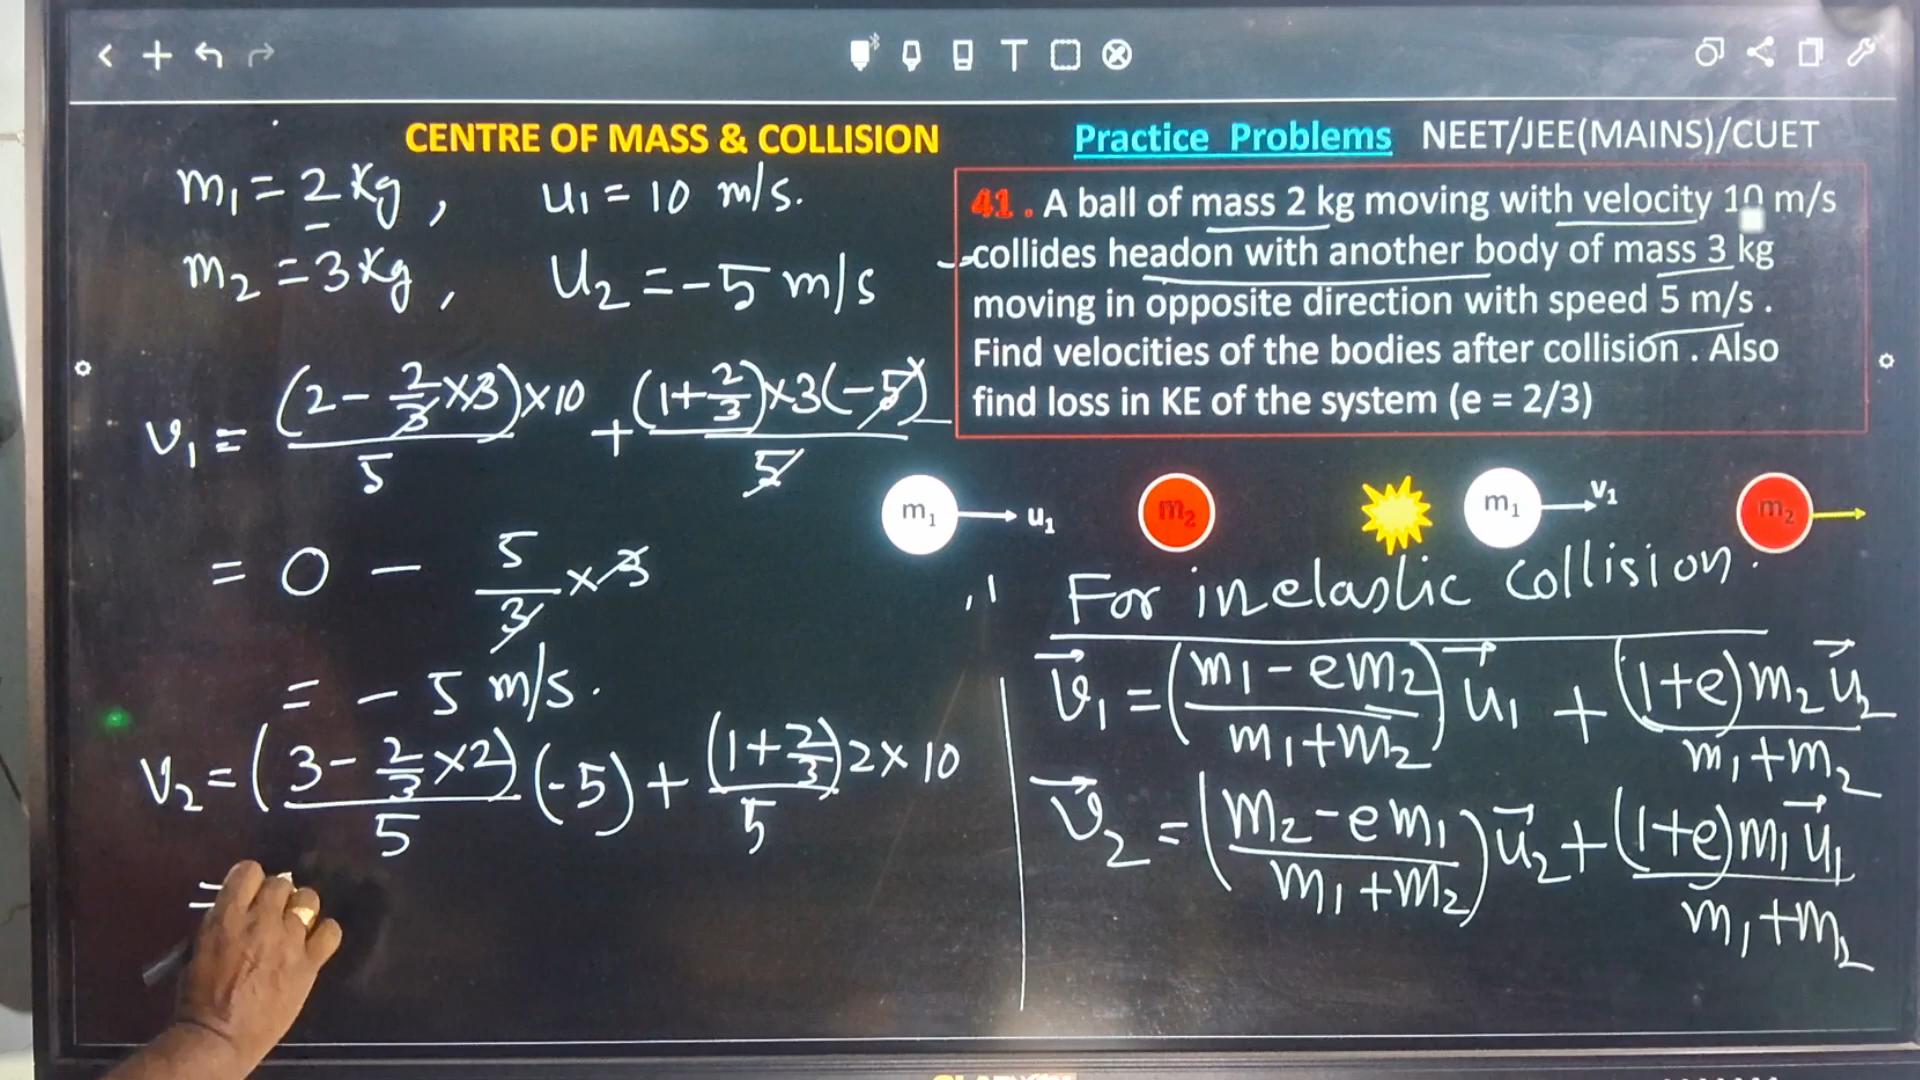 CENTRE OF MASS & COLLISION
Practice Problems NEET/JEE(MAINS)/CUET
m₁ = 2 Kg, u₁ = 10 m/s.
m₂ = 3 Kg, u₂ = -5 m/s
v₁ = (2 - 2/3 × 3) × 10 / 5 + (1 + 2/3) × 3 (-5) / 5
= 0 - 5/3 × 3
= - 5 m/s.
v₂ = (3 - 2/3 × 2 / 5) (-5) + (1 + 2/3) 2 × 10 / 5
=
41. A ball of mass 2 kg moving with velocity 10 m/s
collides headon with another body of mass 3 kg
moving in opposite direction with speed 5 m/s .
Find velocities of the bodies after collision . Also
find loss in KE of the system (e = 2/3)
m₁ u₁ m₂ m₁ v₁ m₂
For inelastic collision.
v⃗₁ = (m₁ - em₂ / m₁ + m₂) u⃗₁ + (1 + e) m₂ u⃗₂ / m₁ + m₂
v⃗₂ = (m₂ - em₁ / m₁ + m₂) u⃗₂ + (1 + e) m₁ u⃗₁ / m₁ + m₂